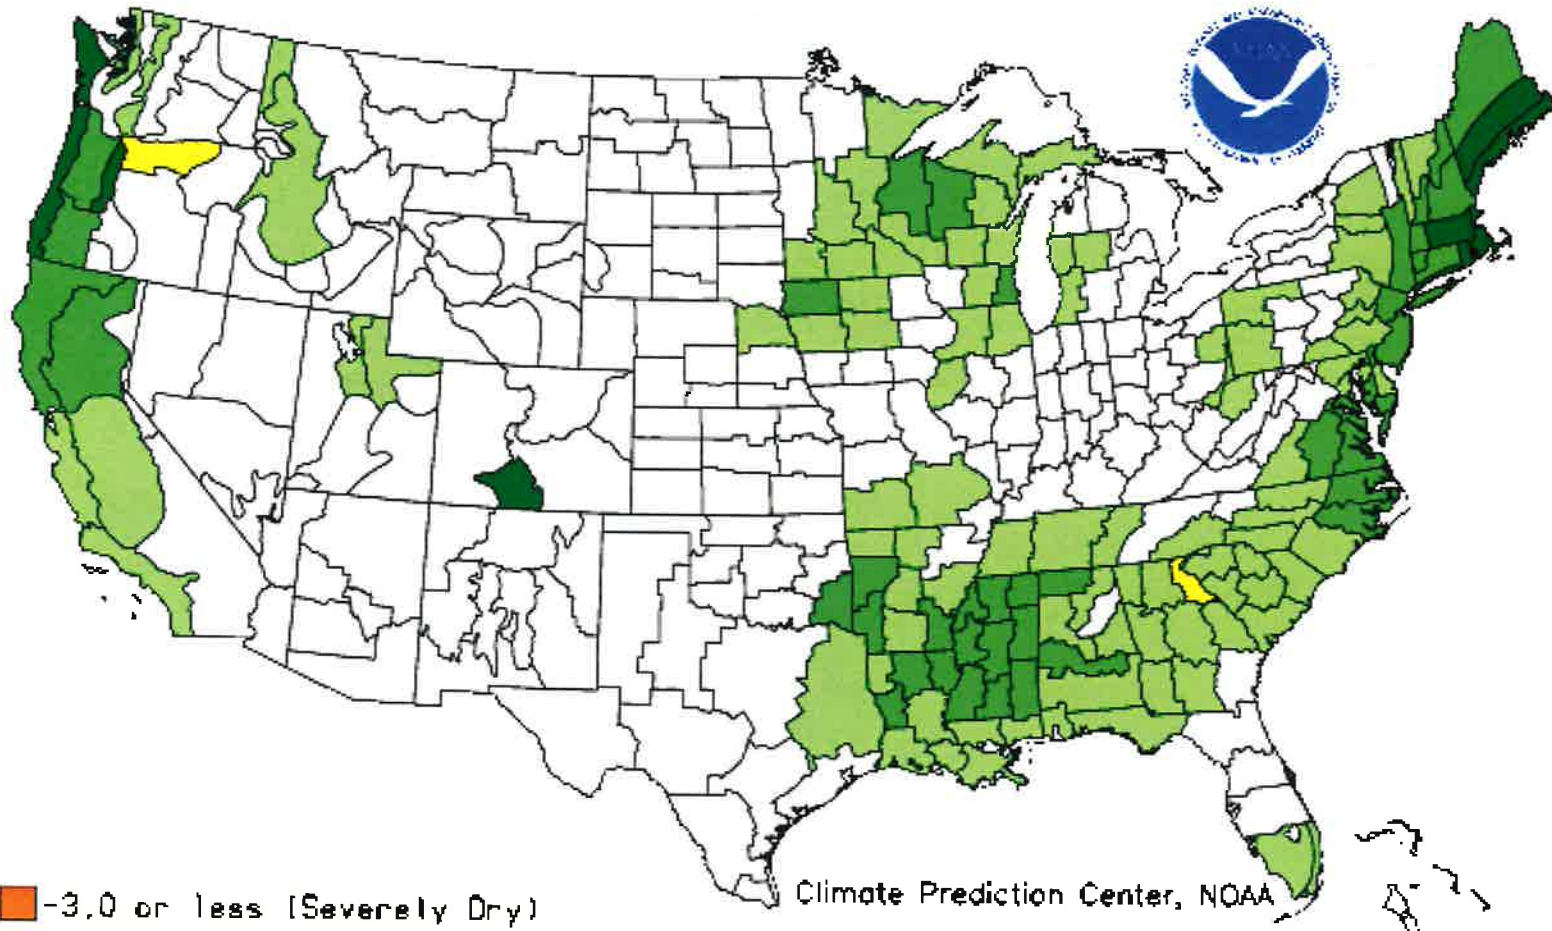 -3.0 or less (Severely Dry)
Climate Prediction Center, NOAA